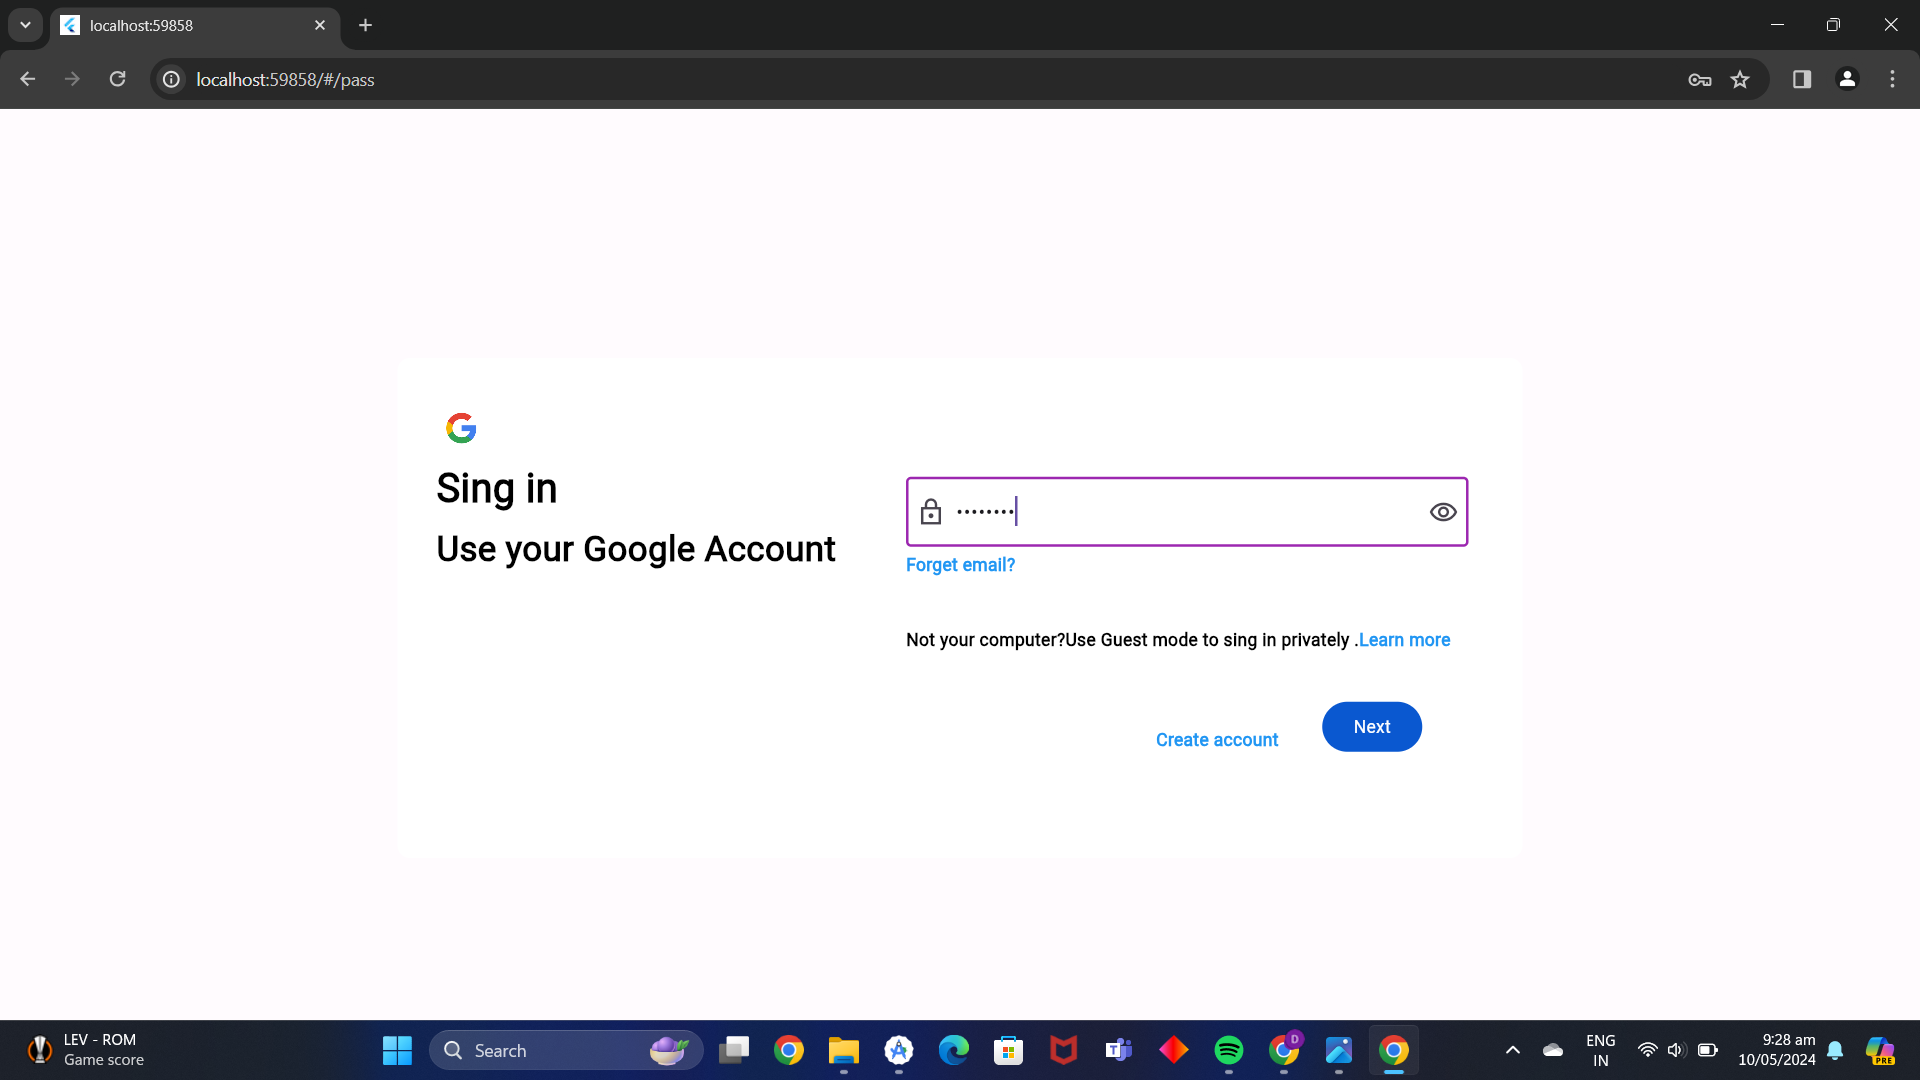 localhost:59858
localhost:59858/#/pass
Sing in
Use your Google Account
••••••••
Forget email?
Not your computer?Use Guest mode to sing in privately .Learn more
Create account
Next
LEV - ROM
Game score
Search
D
T
ENG
IN
9:28 am
10/05/2024
PRE